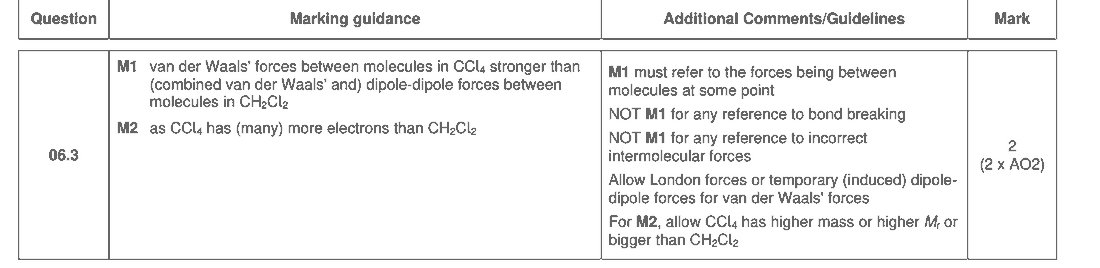 Question Marking guidance Additional Comments/Guidelines Mark
06.3
M1 van der Waals' forces between molecules in CCl₄ stronger than
(combined van der Waals' and) dipole-dipole forces between
molecules in CH₂Cl₂
M2 as CCl₄ has (many) more electrons than CH₂Cl₂
M1 must refer to the forces being between
molecules at some point
NOT M1 for any reference to bond breaking
NOT M1 for any reference to incorrect
intermolecular forces
Allow London forces or temporary (induced) dipole-
dipole forces for van der Waals' forces
For M2, allow CCl₄ has higher mass or higher Mᵣ or
bigger than CH₂Cl₂
2
(2 x AO2)